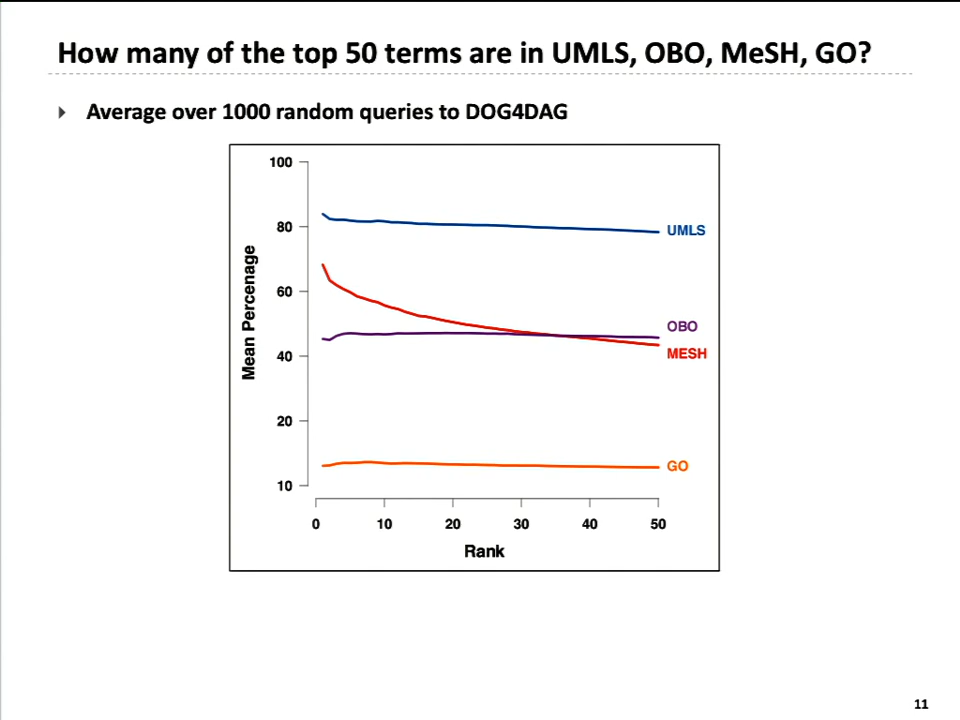 How many of the top 50 terms are in UMLS, OBO, MeSH, GO?
Average over 1000 random queries to DOG4DAG
100
80
60
40
20
10
Mean Percenage
UMLS
OBO
MESH
GO
0 10 20 30 40 50
Rank
11